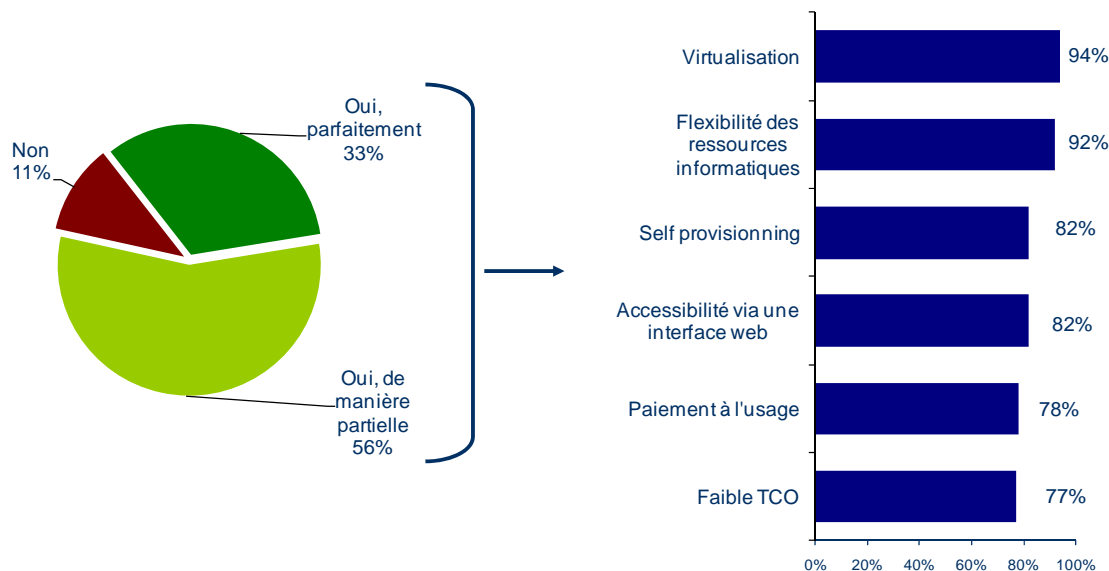 Oui,
parfaitement
33%
Non
11%
Oui, de
manière
partielle
56%
Virtualisation
94%
Flexibilité des
ressources
informatiques
92%
Self provisionning
82%
Accessibilité via une
interface web
82%
Paiement à l'usage
78%
Faible TCO
77%
0% 20% 40% 60% 80% 100%